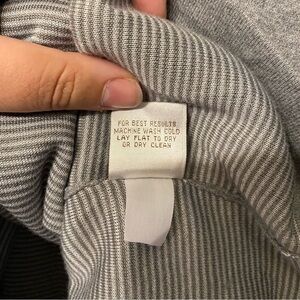 FOR BEST RESULTS
MACHINE WASH COLD
LAY FLAT TO DRY
OR DRY CLEAN